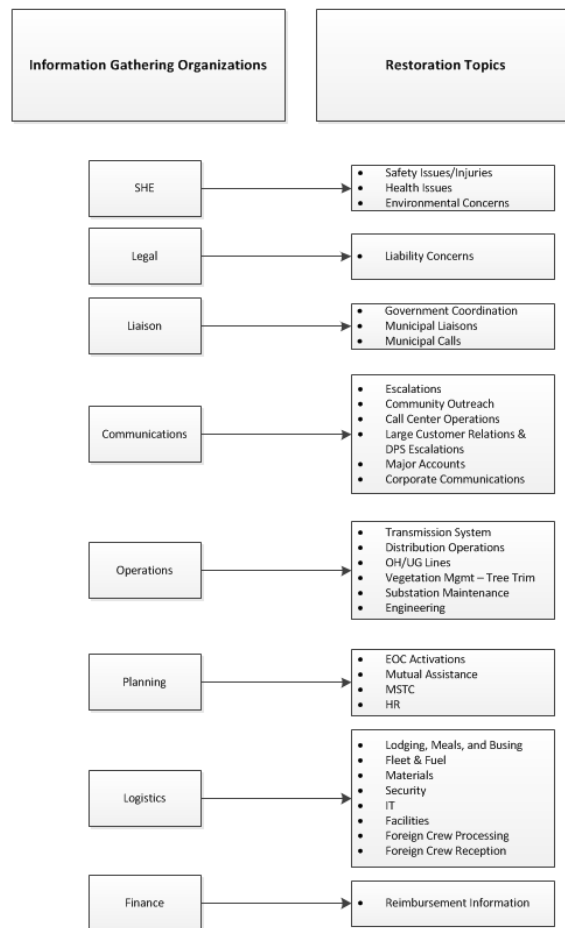 Information Gathering Organizations
Restoration Topics
SHE
• Safety Issues/Injuries
• Health Issues
• Environmental Concerns
Legal
• Liability Concerns
Liaison
• Government Coordination
• Municipal Liaisons
• Municipal Calls
Communications
• Escalations
• Community Outreach
• Call Center Operations
• Large Customer Relations &
DPS Escalations
• Major Accounts
• Corporate Communications
Operations
• Transmission System
• Distribution Operations
• OH/UG Lines
• Vegetation Mgmt – Tree Trim
• Substation Maintenance
• Engineering
Planning
• EOC Activations
• Mutual Assistance
• MSTC
• HR
Logistics
• Lodging, Meals, and Busing
• Fleet & Fuel
• Materials
• Security
• IT
• Facilities
• Foreign Crew Processing
• Foreign Crew Reception
Finance
• Reimbursement Information